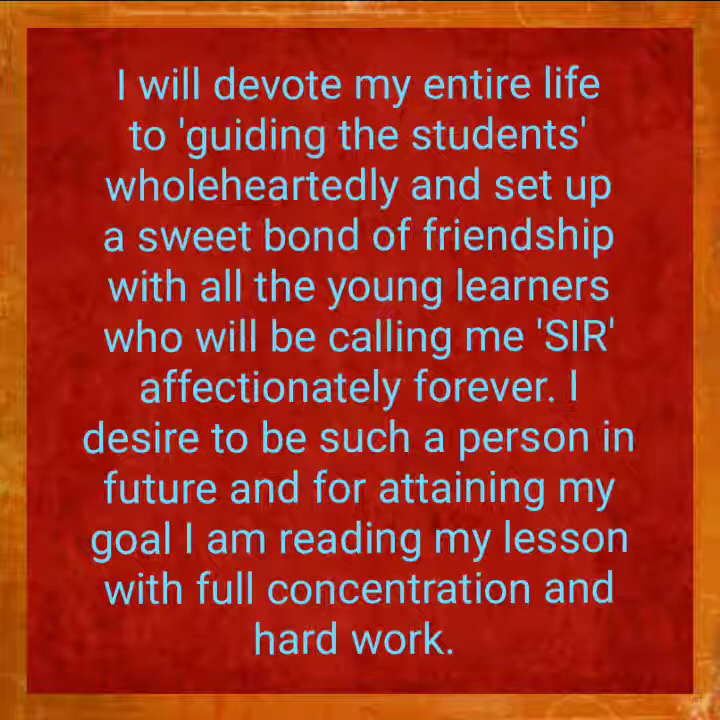 I will devote my entire life
to 'guiding the students'
wholeheartedly and set up
a sweet bond of friendship
with all the young learners
who will be calling me 'SIR'
affectionately forever. I
desire to be such a person in
future and for attaining my
goal I am reading my lesson
with full concentration and
hard work.